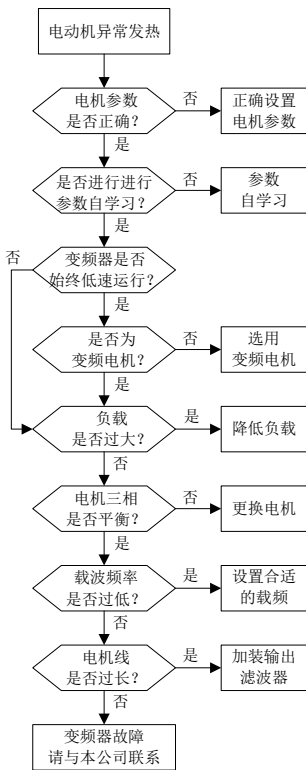 电动机异常发热
电机参数
是否正确?
否
正确设置
电机参数
是
是否进行进行
参数自学习?
否
参数
自学习
是
否
变频器是否
始终低速运行?
是
是否为
变频电机?
否
选用
变频电机
是
负载
是否过大?
是
降低负载
否
电机三相
是否平衡?
否
更换电机
是
载波频率
是否过低?
是
设置合适
的载频
否
电机线
是否过长?
是
加装输出
滤波器
否
变频器故障
请与本公司联系